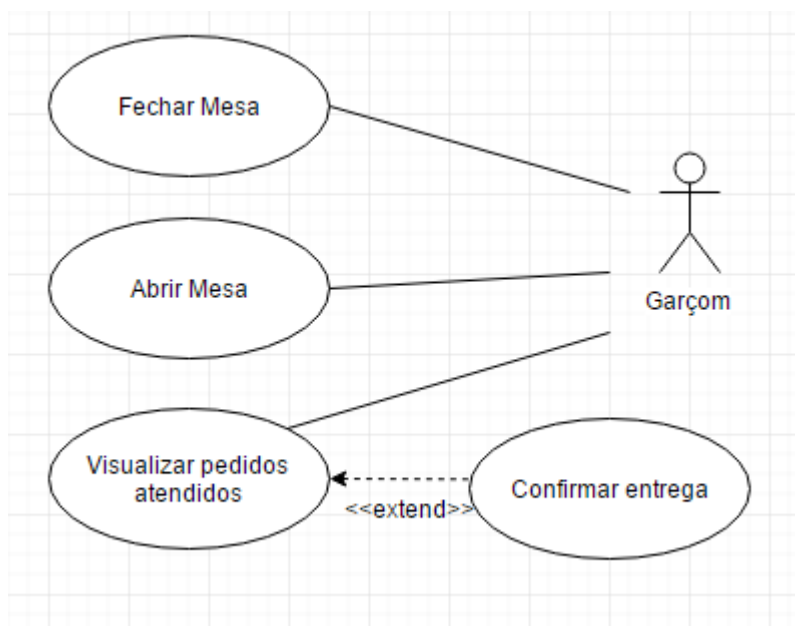 Fechar Mesa
Abrir Mesa
Garçom
Visualizar pedidos
atendidos
Confirmar entrega
<<extend>>